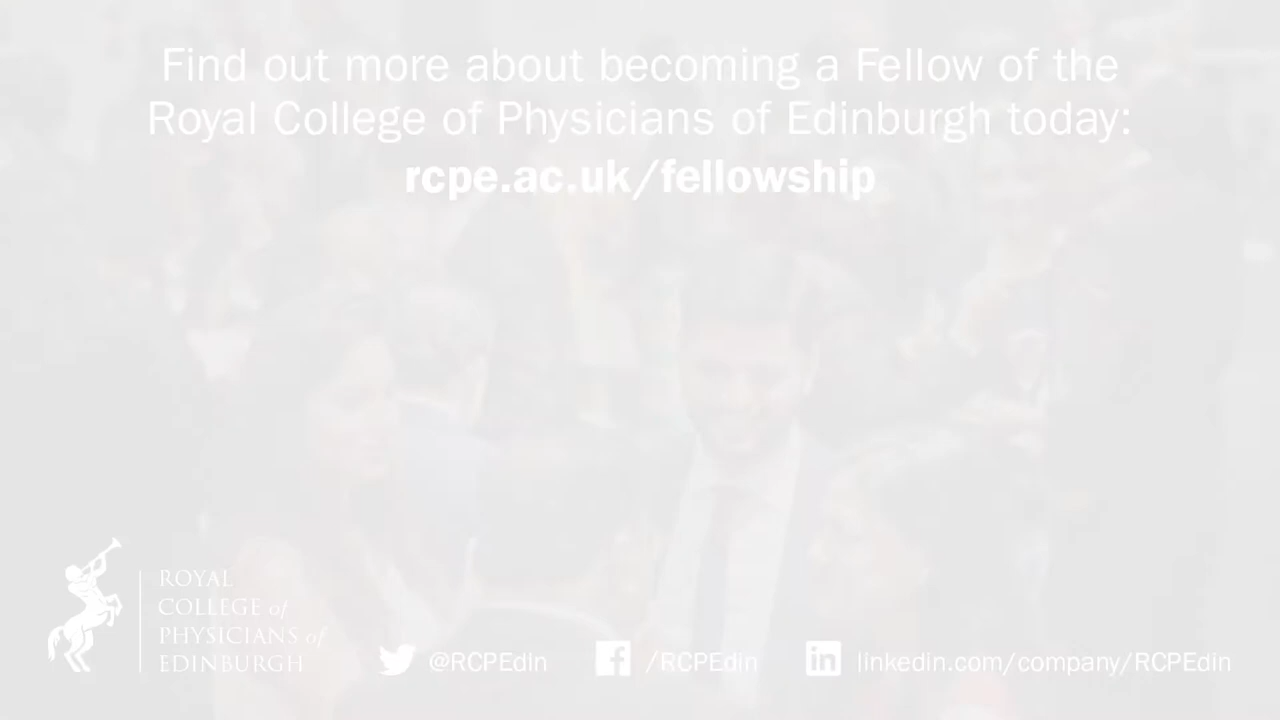 Find out more about becoming a Fellow of the
Royal College of Physicians of Edinburgh today:
rcpe.ac.uk/fellowship
ROYAL
COLLEGE of
PHYSICIANS of
EDINBURGH
@RCPEdin
/RCPEdin
linkedin.com/company/RCPEdin